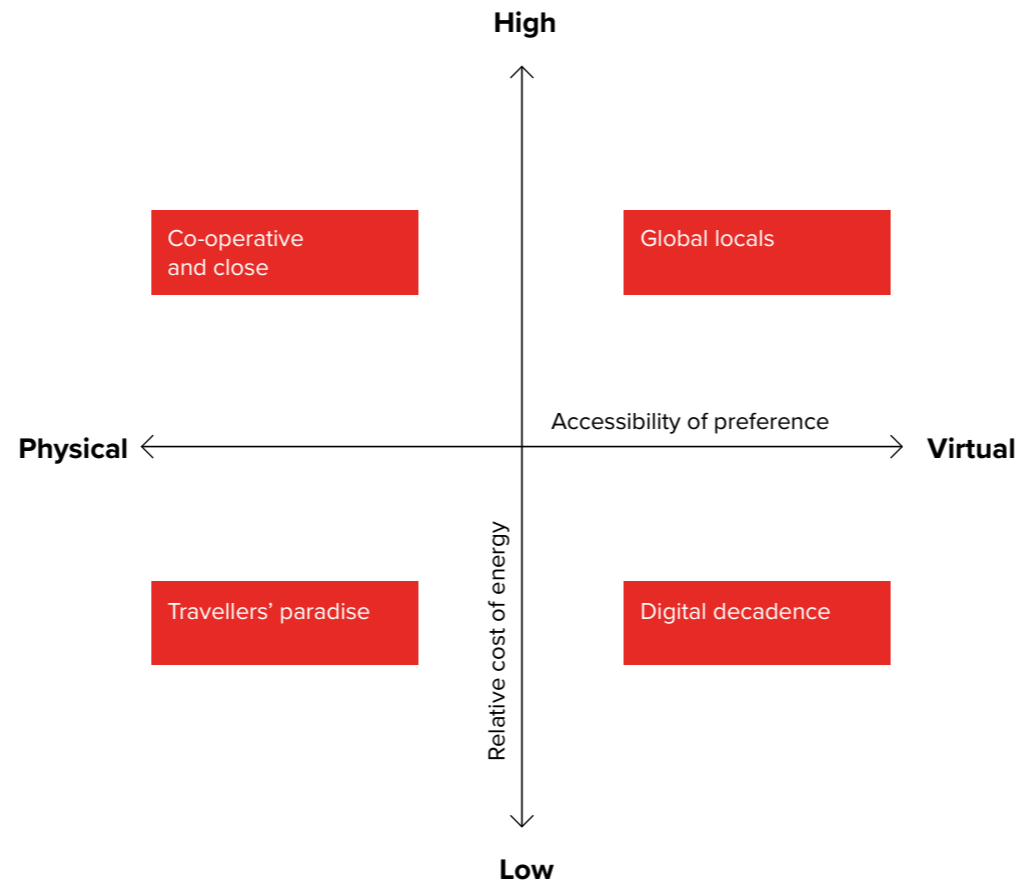 High
Co-operative
and close
Global locals
Accessibility of preference
Physical
Virtual
Relative cost of energy
Travellers’ paradise
Digital decadence
Low